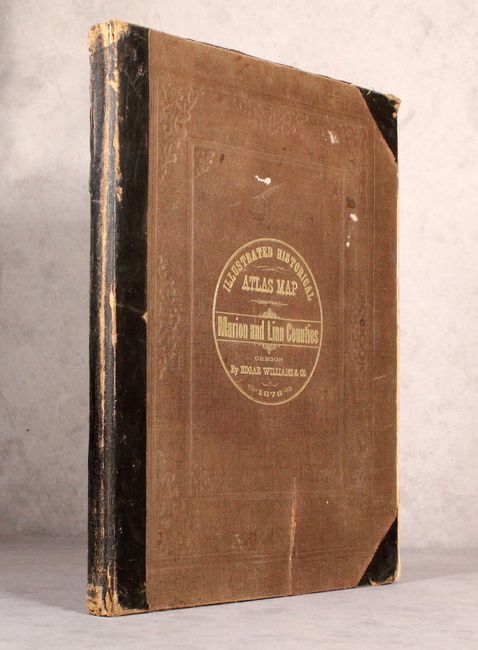 ILLUSTRATED HISTORICAL
ATLAS MAP
Marion and Linn Counties
OREGON
By EDGAR WILLIAMS & CO.
1878